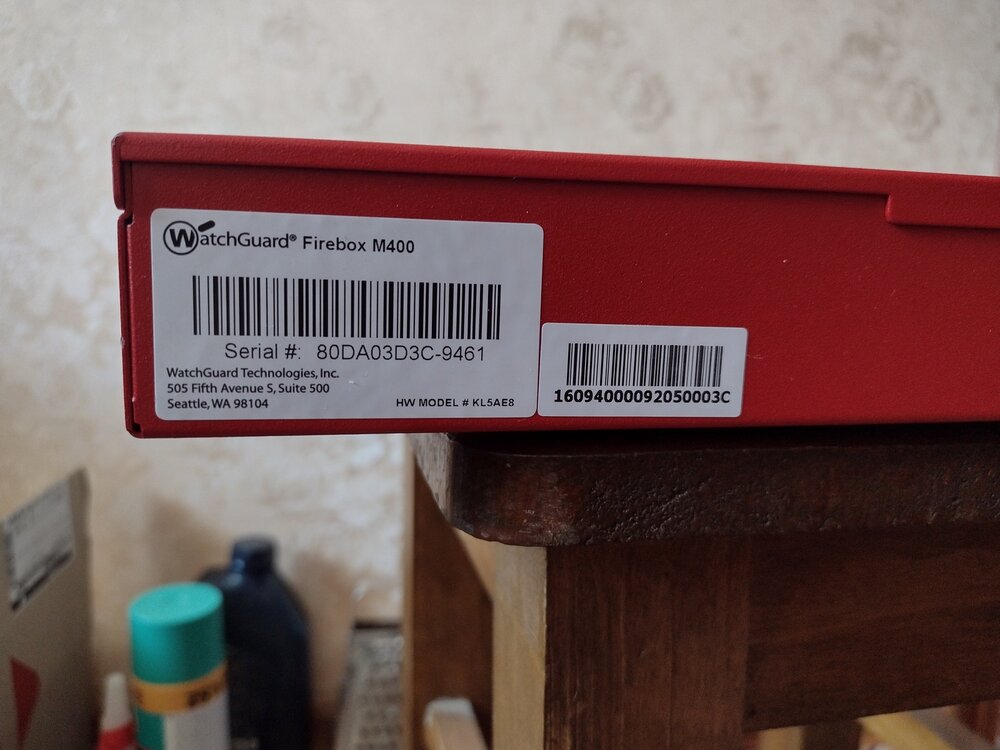 WatchGuard® Firebox M400
Serial #: 80DA03D3C-9461
WatchGuard Technologies, Inc.
505 Fifth Avenue S, Suite 500
Seattle, WA 98104
HW MODEL # KL5AE8
16094000092050003C